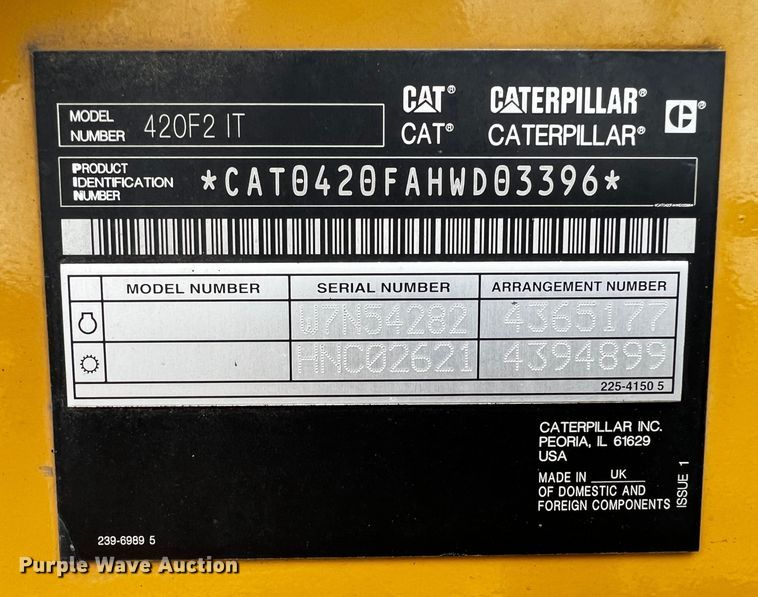 CAT® CATERPILLAR®
MODEL NUMBER 420F2 IT
CAT® CATERPILLAR® C®
PRODUCT IDENTIFICATION NUMBER *CAT0420FAHWD03396*
*CAT0420FAHWD03396*
MODEL NUMBER SERIAL NUMBER ARRANGEMENT NUMBER
W7N54282 4365177
HNC02621 4394899
225-4150 5
CATERPILLAR INC.
PEORIA, IL 61629
USA
MADE IN UK
OF DOMESTIC AND
FOREIGN COMPONENTS
ISSUE 1
239-6989 5
Purple Wave Auction